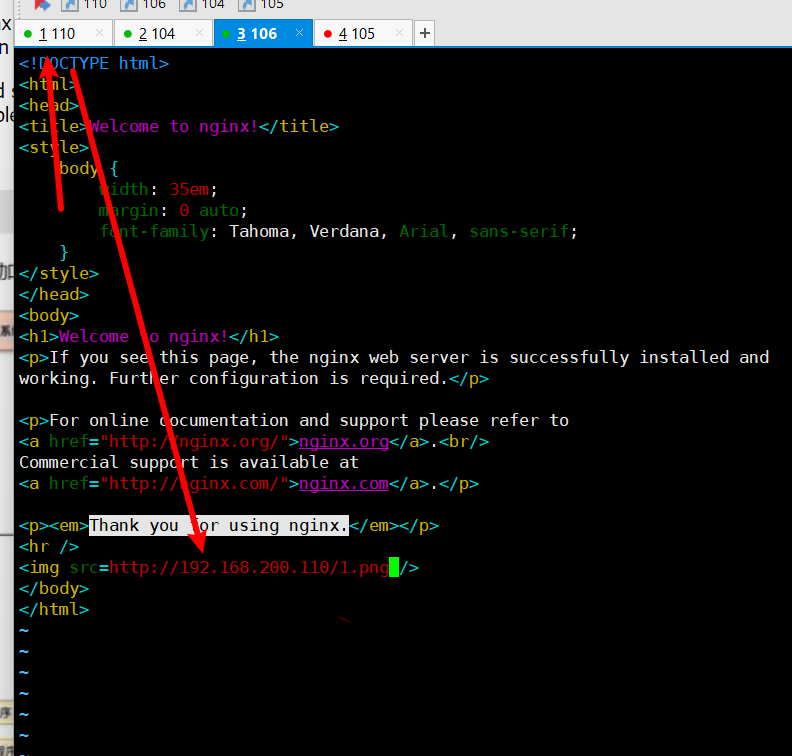 110 106 104 105
1 110 × 2 104 × 3 106 × 4 105 × +
<!DOCTYPE html>
<html>
<head>
<title>Welcome to nginx!</title>
<style>
body {
width: 35em;
margin: 0 auto;
font-family: Tahoma, Verdana, Arial, sans-serif;
}
</style>
</head>
<body>
<h1>Welcome to nginx!</h1>
<p>If you see this page, the nginx web server is successfully installed and
working. Further configuration is required.</p>
<p>For online documentation and support please refer to
<a href="http://nginx.org/">nginx.org</a>.<br/>
Commercial support is available at
<a href="http://nginx.com/">nginx.com</a>.</p>
<p><em>Thank you for using nginx.</em></p>
<hr />
<img src=http://192.168.200.110/1.png />
</body>
</html>
~
~
~
~
~
~
~